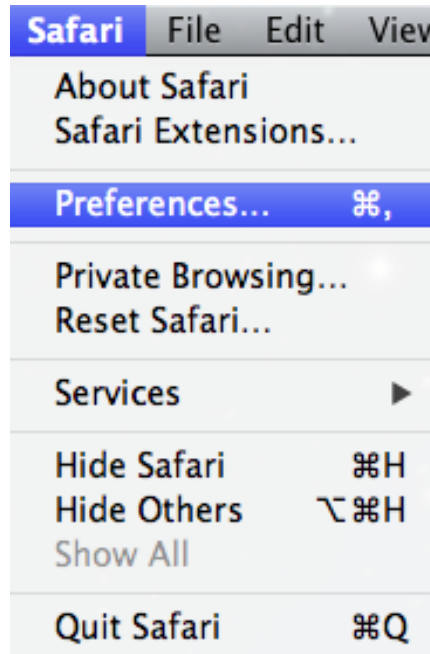 Safari File Edit View
About Safari
Safari Extensions...
Preferences... ⌘,
Private Browsing...
Reset Safari...
Services ▶
Hide Safari ⌘H
Hide Others ⌥⌘H
Show All
Quit Safari ⌘Q